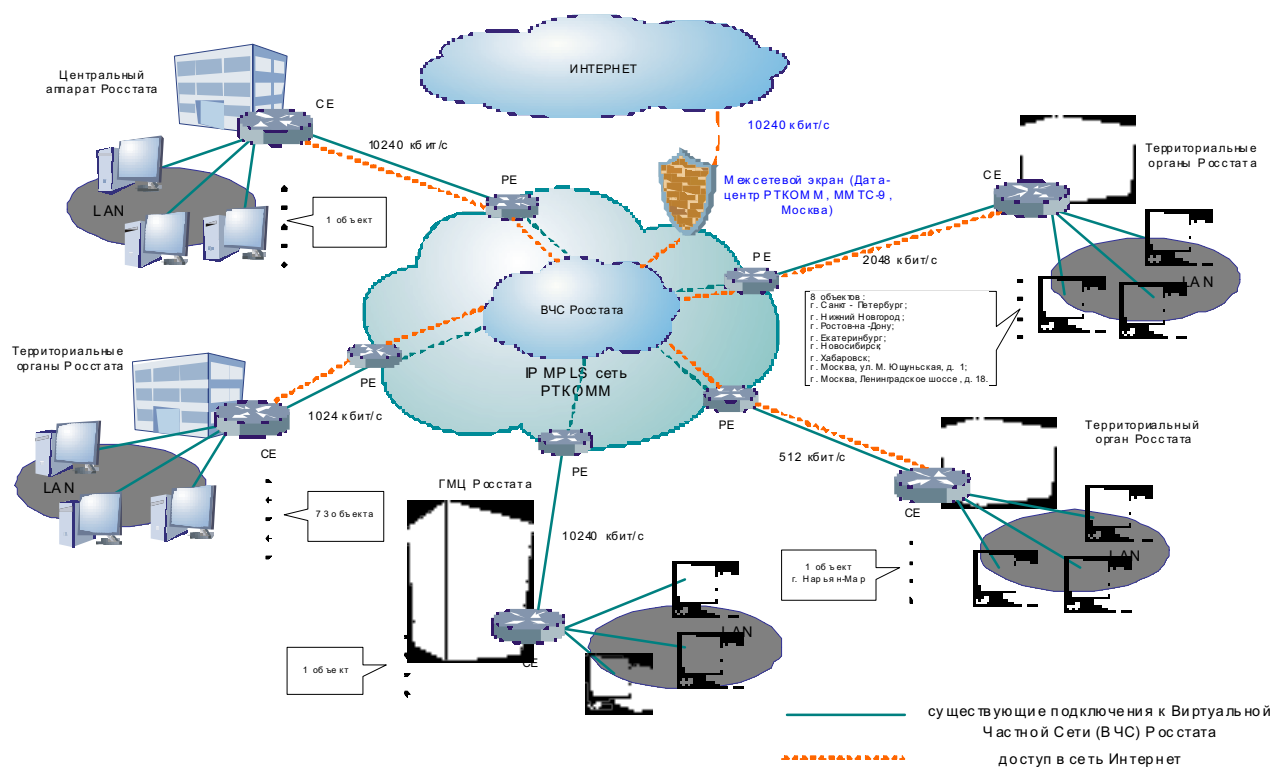 ИНТЕРНЕТ
Центральный
аппарат Росстата
CE
10240 кбит/с
10240 кбит/с
PE
Межсетевой экран (Дата-
центр РТКОММ, ММТС-9,
Москва)
Территориальные
органы Росстата
CE
LAN
1 объект
PE
2048 кбит/с
LAN
8 объектов:
г. Санкт - Петербург;
г. Нижний Новгород;
г. Ростов-на-Дону;
г. Екатеринбург;
г. Новосибирск
г. Хабаровск;
г. Москва, ул. М. Юшуньская, д. 1;
г. Москва, Ленинградское шоссе, д. 18.
ВЧС Росстата
IP MPLS сеть
РТКОММ
Территориальные
органы Росстата
PE
1024 кбит/с
CE
LAN
73 объекта
PE
512 кбит/с
Территориальный
орган Росстата
CE
LAN
1 объект
г. Нарьян-Мар
PE
ГМЦ Росстата
10240 кбит/с
CE
LAN
1 объект
существующие подключения к Виртуальной
Частной Сети (ВЧС) Росстата
доступ в сеть Интернет